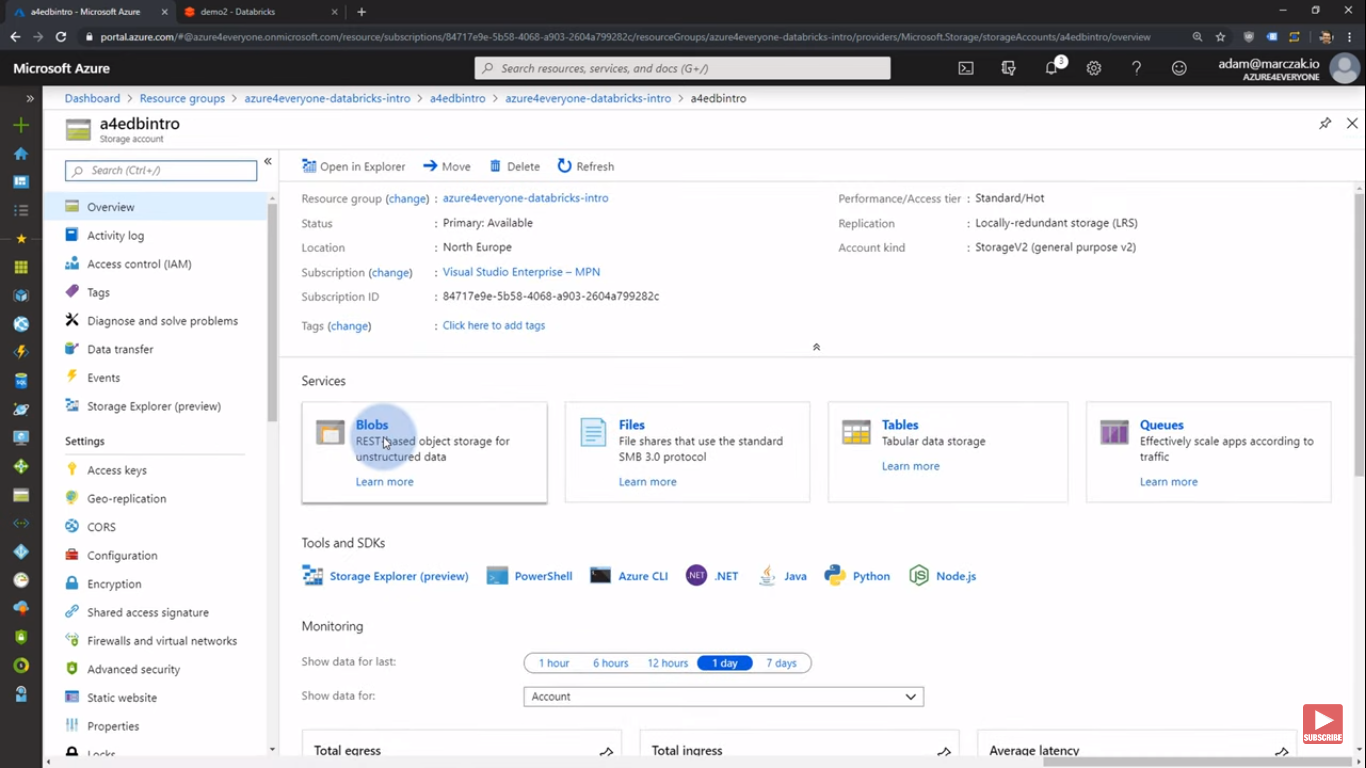 a4edbintro - Microsoft Azure
demo2 - Databricks
portal.azure.com/#@azure4everyone.onmicrosoft.com/resource/subscriptions/84717e9e-5b58-4068-a903-2604a799282c/resourceGroups/azure4everyone-databricks-intro/providers/Microsoft.Storage/storageAccounts/a4edbintro/overview
Microsoft Azure
Search resources, services, and docs (G+/)
3
adam@marczak.io
AZURE4EVERYONE
Dashboard > Resource groups > azure4everyone-databricks-intro > a4edbintro > azure4everyone-databricks-intro > a4edbintro
a4edbintro
Storage account
Search (Ctrl+/)
Overview
Activity log
Access control (IAM)
Tags
Diagnose and solve problems
Data transfer
Events
Storage Explorer (preview)
Settings
Access keys
Geo-replication
CORS
Configuration
Encryption
Shared access signature
Firewalls and virtual networks
Advanced security
Static website
Properties
Locks
Open in Explorer
Move
Delete
Refresh
Resource group (change) : azure4everyone-databricks-intro
Status : Primary: Available
Location : North Europe
Subscription (change) : Visual Studio Enterprise – MPN
Subscription ID : 84717e9e-5b58-4068-a903-2604a799282c
Tags (change) : Click here to add tags
Performance/Access tier : Standard/Hot
Replication : Locally-redundant storage (LRS)
Account kind : StorageV2 (general purpose v2)
Services
Blobs
REST-based object storage for
unstructured data
Learn more
Files
File shares that use the standard
SMB 3.0 protocol
Learn more
Tables
Tabular data storage
Learn more
Queues
Effectively scale apps according to
traffic
Learn more
Tools and SDKs
Storage Explorer (preview)
PowerShell
Azure CLI
.NET
.NET
Java
Python
Node.js
Monitoring
Show data for last:
1 hour
6 hours
12 hours
1 day
7 days
Show data for:
Account
Total egress
Total ingress
Average latency
SUBSCRIBE